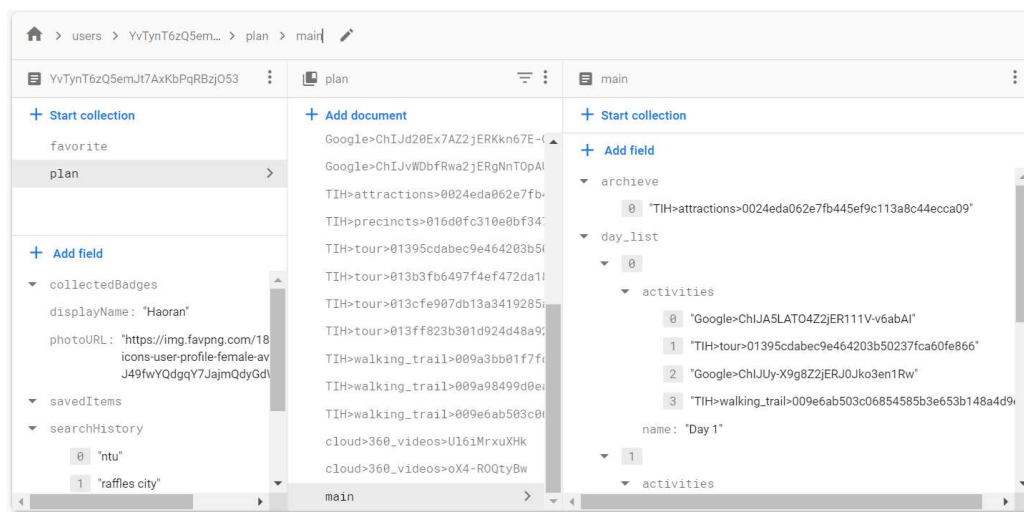 > users > YvTynT6zQ5em... > plan > main
YvTynT6zQ5emJt7AxKbPqRBzjO53
+ Start collection
favorite
plan >
+ Add field
collectedBadges
displayName: "Haoran"
photoURL: "https://img.favpng.com/18
icons-user-profile-female-av
J49fwYQdgqY7JajmQdyGd
savedItems
searchHistory
0 "ntu"
1 "raffles city"
plan
+ Add document
Google>ChIJd20Ex7AZ2jERKkn67E-
Google>ChIJvWDbfRwa2jERgNnTOpA
TIH>attractions>0024eda062e7fb4
TIH>precincts>016d0fc310e0bf347
TIH>tour>01395cdabec9e464203b50
TIH>tour>013b3fb6497f4ef472da18
TIH>tour>013cfe907db13a3419285
TIH>tour>013ff823b301d924d48a92
TIH>walking_trail>009a3bb01f7f
TIH>walking_trail>009a98499d0e
TIH>walking_trail>009e6ab503c0
cloud>360_videos>Ul6iMrxuXHk
cloud>360_videos>oX4-ROQtyBw
main >
main
+ Start collection
+ Add field
archieve
0 "TIH>attractions>0024eda062e7fb445ef9c113a8c44ecca09"
day_list
0
activities
0 "Google>ChIJA5LATO4Z2jER111V-v6abAI"
1 "TIH>tour>01395cdabec9e464203b50237fca60fe866"
2 "Google>ChIJUy-X9g8Z2jERJ0Jko3en1Rw"
3 "TIH>walking_trail>009e6ab503c06854585b3e653b148a4d9
name: "Day 1"
1
activities